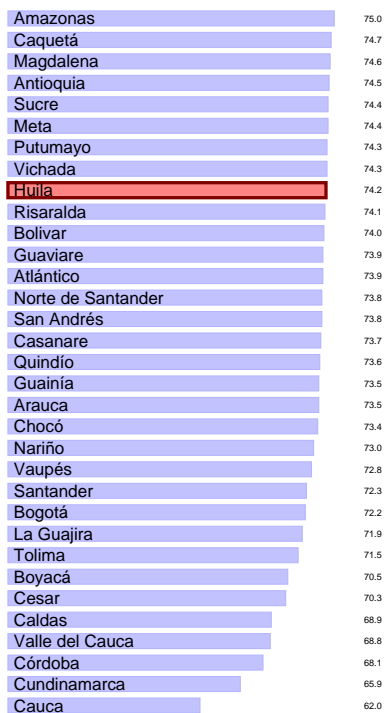 Amazonas 75.0
Caquetá 74.7
Magdalena 74.6
Antioquia 74.5
Sucre 74.4
Meta 74.4
Putumayo 74.3
Vichada 74.3
Huila 74.2
Risaralda 74.1
Bolivar 74.0
Guaviare 73.9
Atlántico 73.9
Norte de Santander 73.8
San Andrés 73.8
Casanare 73.7
Quindío 73.6
Guainía 73.5
Arauca 73.5
Chocó 73.4
Nariño 73.0
Vaupés 72.8
Santander 72.3
Bogotá 72.2
La Guajira 71.9
Tolima 71.5
Boyacá 70.5
Cesar 70.3
Caldas 68.9
Valle del Cauca 68.8
Córdoba 68.1
Cundinamarca 65.9
Cauca 62.0